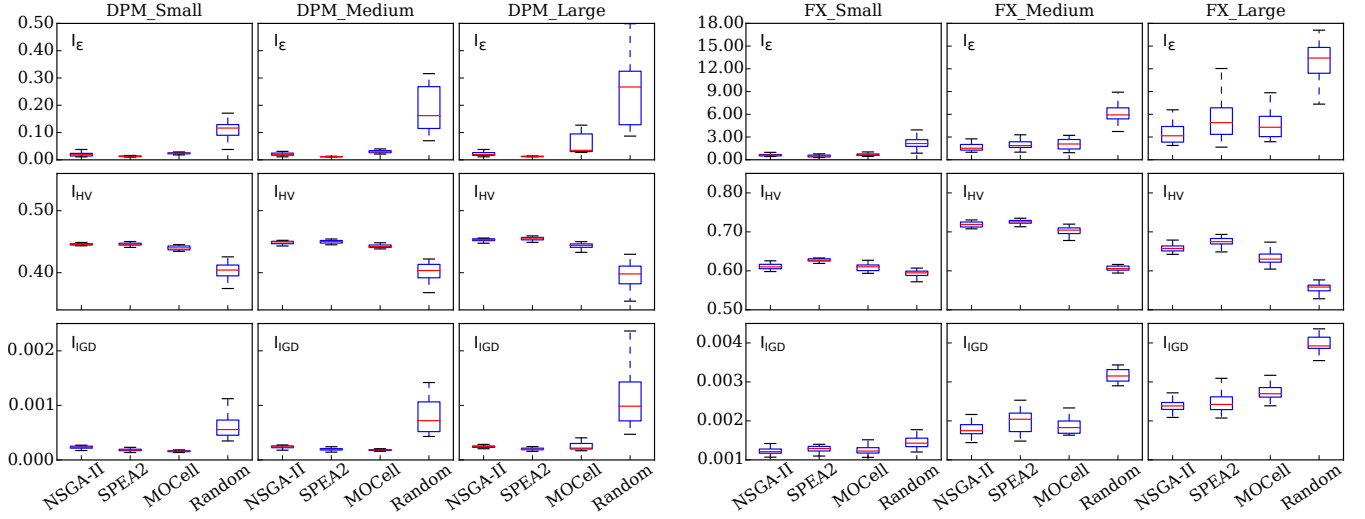 DPM_Small DPM_Medium DPM_Large FX_Small FX_Medium FX_Large
0.50 Iε Iε Iε 18.00 Iε Iε Iε
0.40 15.00
0.30 12.00
9.00
0.20 6.00
0.10 3.00
0.00 0.00
IHV IHV IHV 0.80 IHV IHV IHV
0.50 0.70
0.40 0.60
0.50
IIGD IIGD IIGD IIGD IIGD IIGD
0.002 0.004
0.003
0.001 0.002
0.000 0.001
NSGA-II SPEA2 MOCell Random NSGA-II SPEA2 MOCell Random NSGA-II SPEA2 MOCell Random NSGA-II SPEA2 MOCell Random NSGA-II SPEA2 MOCell Random NSGA-II SPEA2 MOCell Random